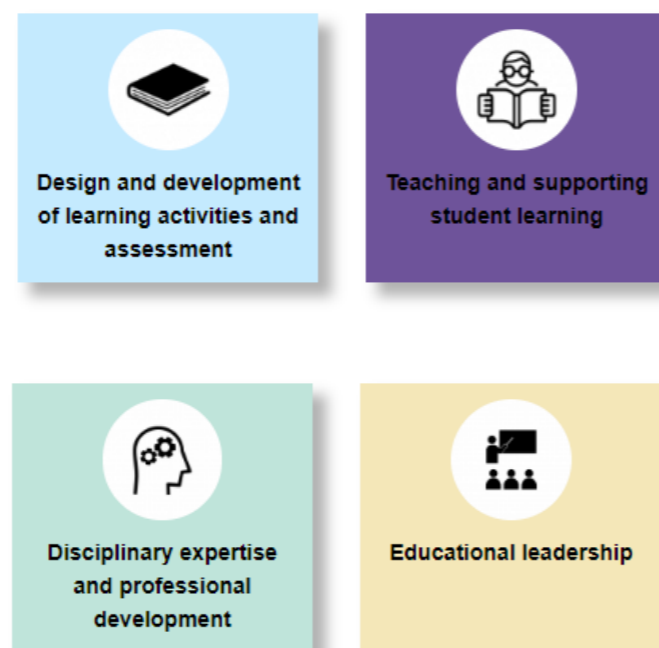 Design and development
of learning activities and
assessment
Teaching and supporting
student learning
Disciplinary expertise
and professional
development
Educational leadership